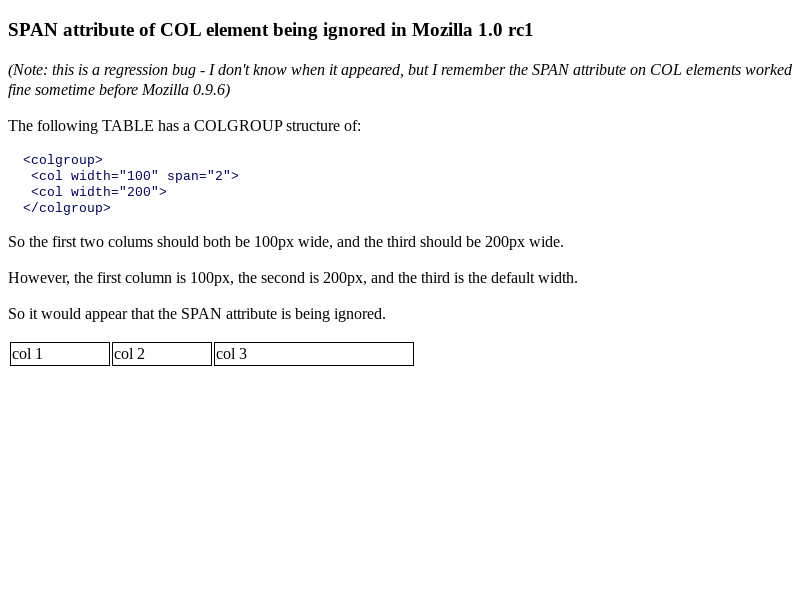 SPAN attribute of COL element being ignored in Mozilla 1.0 rc1
(Note: this is a regression bug - I don't know when it appeared, but I remember the SPAN attribute on COL elements worked
fine sometime before Mozilla 0.9.6)
The following TABLE has a COLGROUP structure of:
<colgroup>
<col width="100" span="2">
<col width="200">
</colgroup>
So the first two colums should both be 100px wide, and the third should be 200px wide.
However, the first column is 100px, the second is 200px, and the third is the default width.
So it would appear that the SPAN attribute is being ignored.
col 1 col 2 col 3